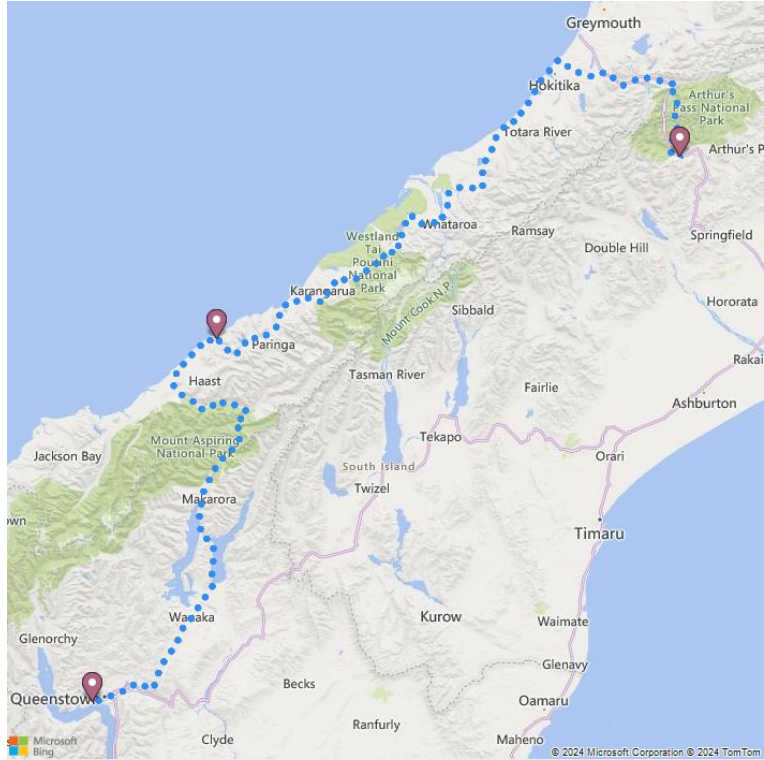 Greymouth
Hokitika
Arthur's
Pass National
Park
Totara River
Arthur's P
Whataroa
Ramsay
Westland
Tai
Poutini
National
Park
Double Hill
Springfield
Karangarua
Mount Cook N.P.
Sibbald
Hororata
Paringa
Rakai
Haast
Tasman River
Fairlie
Ashburton
Mount Aspiring
National Park
Tekapo
Jackson Bay
South Island
Orari
Twizel
Makarora
own
Timaru
Wanaka
Kurow
Waimate
Glenorchy
Glenavy
Becks
Queenstown
Oamaru
Ranfurly
Clyde
Maheno
Microsoft
Bing
© 2024 Microsoft Corporation © 2024 TomTom